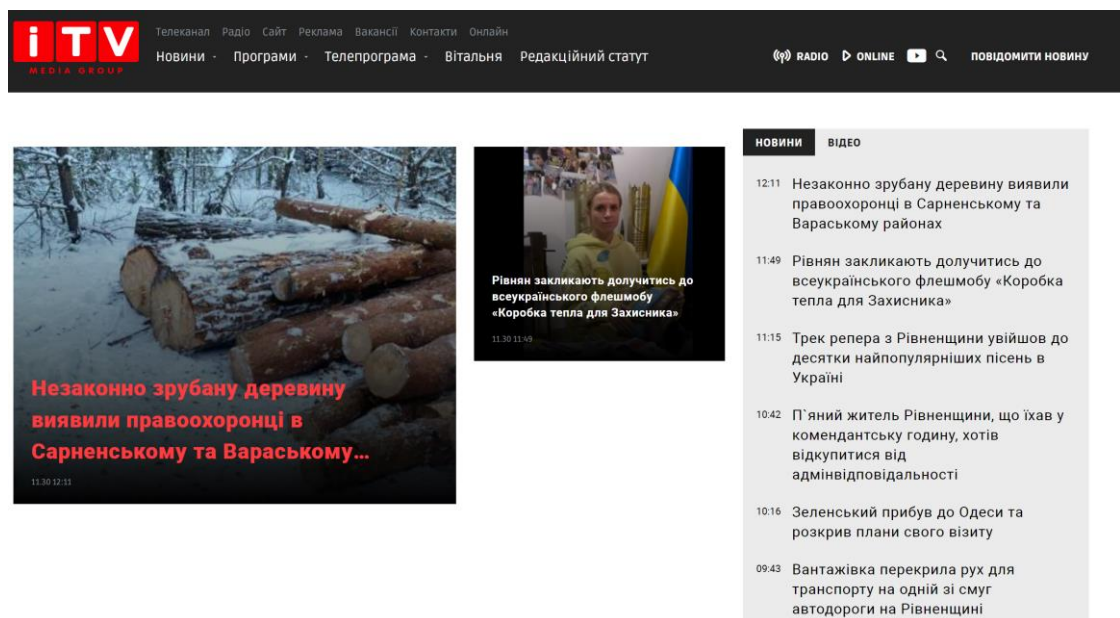 iTV
MEDIA GROUP
Телеканал Радіо Сайт Реклама Вакансії Контакти Онлайн
Новини - Програми - Телепрограма - Вітальня Редакційний статут
RADIO ONLINE ПОВІДОМИТИ НОВИНУ
Незаконно зрубану деревину
виявили правоохоронці в
Сарненському та Вараському...
11.30 12:11
Рівнян закликають долучитись до
всеукраїнського флешмобу
«Коробка тепла для Захисника»
11.30 11:49
НОВИНИ ВІДЕО
12:11 Незаконно зрубану деревину виявили
правоохоронці в Сарненському та
Вараському районах
11:49 Рівнян закликають долучитись до
всеукраїнського флешмобу «Коробка
тепла для Захисника»
11:15 Трек репера з Рівненщини увійшов до
десятки найпопулярніших пісень в
Україні
10:42 П`яний житель Рівненщини, що їхав у
комендантську годину, хотів
відкупитися від
адмінвідповідальності
10:16 Зеленський прибув до Одеси та
розкрив плани свого візиту
09:43 Вантажівка перекрила рух для
транспорту на одній зі смуг
автодороги на Рівненщині